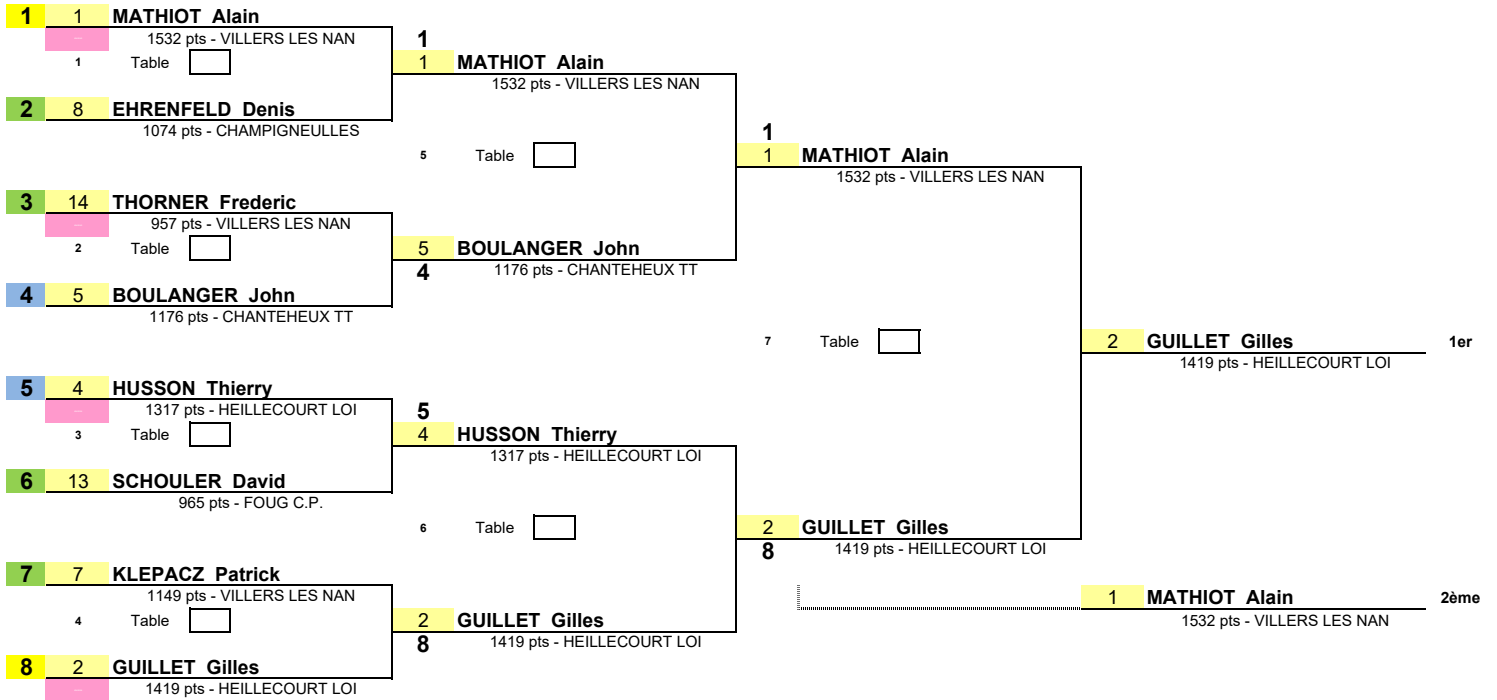 1 1 MATHIOT Alain
– 1532 pts - VILLERS LES NAN
1 Table
2 8 EHRENFELD Denis
1074 pts - CHAMPIGNEULLES
3 14 THORNER Frederic
– 957 pts - VILLERS LES NAN
2 Table
4 5 BOULANGER John
1176 pts - CHANTEHEUX TT
5 4 HUSSON Thierry
– 1317 pts - HEILLECOURT LOI
3 Table
6 13 SCHOULER David
965 pts - FOUG C.P.
7 7 KLEPACZ Patrick
1149 pts - VILLERS LES NAN
4 Table
8 2 GUILLET Gilles
– 1419 pts - HEILLECOURT LOI
1
1 MATHIOT Alain
1532 pts - VILLERS LES NAN
5 Table
5 BOULANGER John
4 1176 pts - CHANTEHEUX TT
5
4 HUSSON Thierry
1317 pts - HEILLECOURT LOI
6 Table
2 GUILLET Gilles
8 1419 pts - HEILLECOURT LOI
1
1 MATHIOT Alain
1532 pts - VILLERS LES NAN
7 Table
2 GUILLET Gilles
8 1419 pts - HEILLECOURT LOI
2 GUILLET Gilles 1er
1419 pts - HEILLECOURT LOI
1 MATHIOT Alain 2ème
1532 pts - VILLERS LES NAN